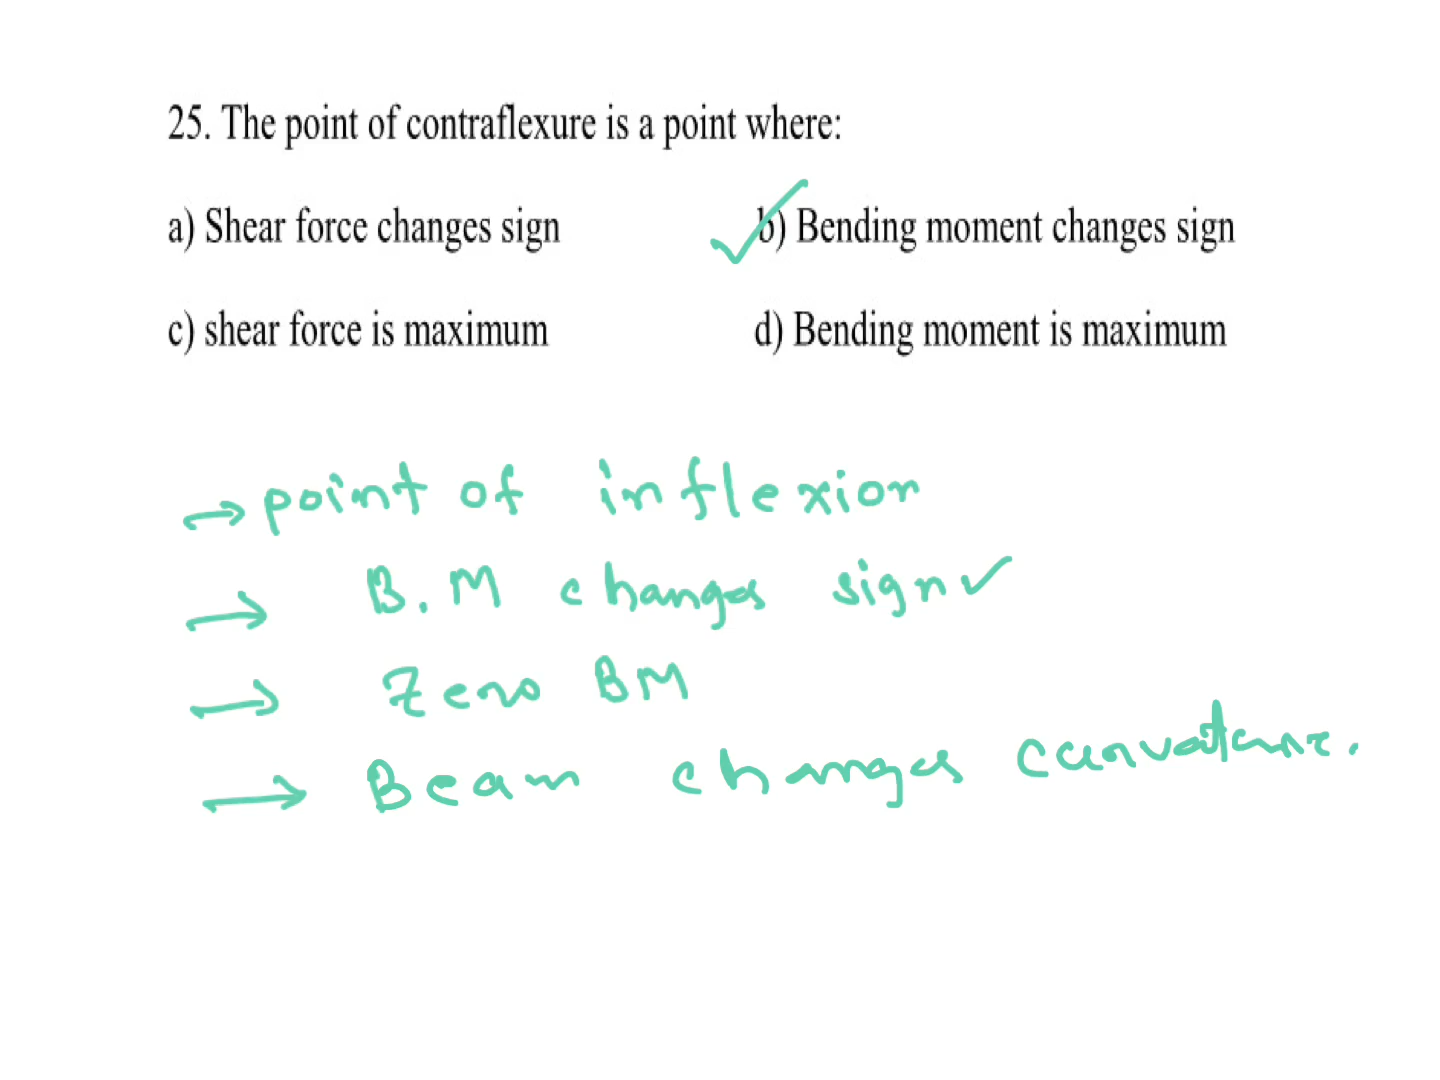 25. The point of contraflexure is a point where:
a) Shear force changes sign b) Bending moment changes sign
c) shear force is maximum d) Bending moment is maximum
→ point of inflexion
→ B.M changes sign ✓
→ Zero BM
→ Beam changes curvature.